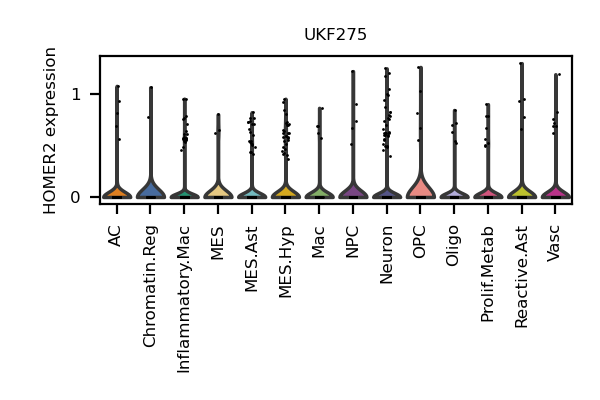 UKF275
HOMER2 expression
1
0
AC
Chromatin.Reg
Inflammatory.Mac
MES
MES.Ast
MES.Hyp
Mac
NPC
Neuron
OPC
Oligo
Prolif.Metab
Reactive.Ast
Vasc